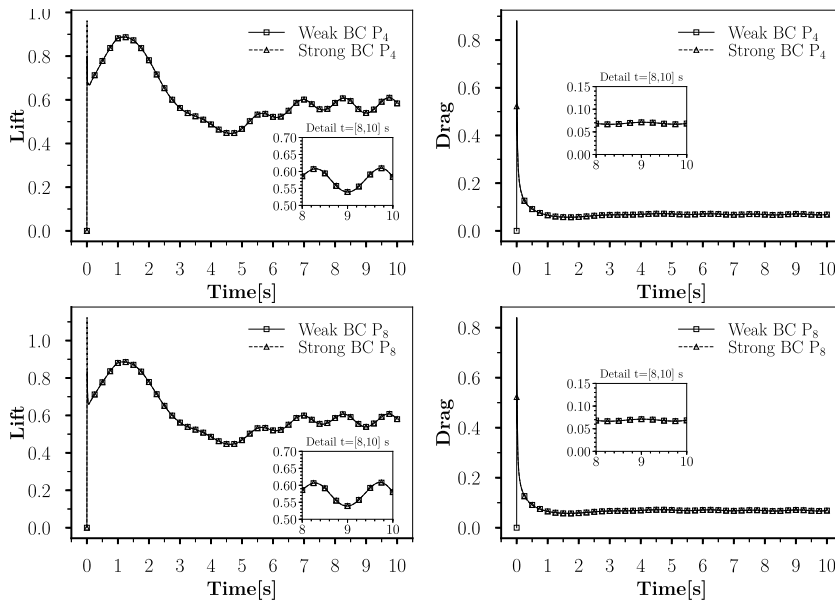 Weak BC P4
Strong BC P4
1.0
0.8
0.6
0.4
0.2
0.0
Lift
Detail t=[8,10] s
0.70
0.65
0.60
0.55
0.50
8 9 10
0 1 2 3 4 5 6 7 8 9 10
Time[s]
Weak BC P4
Strong BC P4
0.8
0.6
0.4
0.2
0.0
Drag
Detail t=[8,10] s
0.15
0.10
0.05
0.00
8 9 10
0 1 2 3 4 5 6 7 8 9 10
Time[s]
Weak BC P8
Strong BC P8
1.0
0.8
0.6
0.4
0.2
0.0
Lift
Detail t=[8,10] s
0.70
0.65
0.60
0.55
0.50
8 9 10
0 1 2 3 4 5 6 7 8 9 10
Time[s]
Weak BC P8
Strong BC P8
0.8
0.6
0.4
0.2
0.0
Drag
Detail t=[8,10] s
0.15
0.10
0.05
0.00
8 9 10
0 1 2 3 4 5 6 7 8 9 10
Time[s]